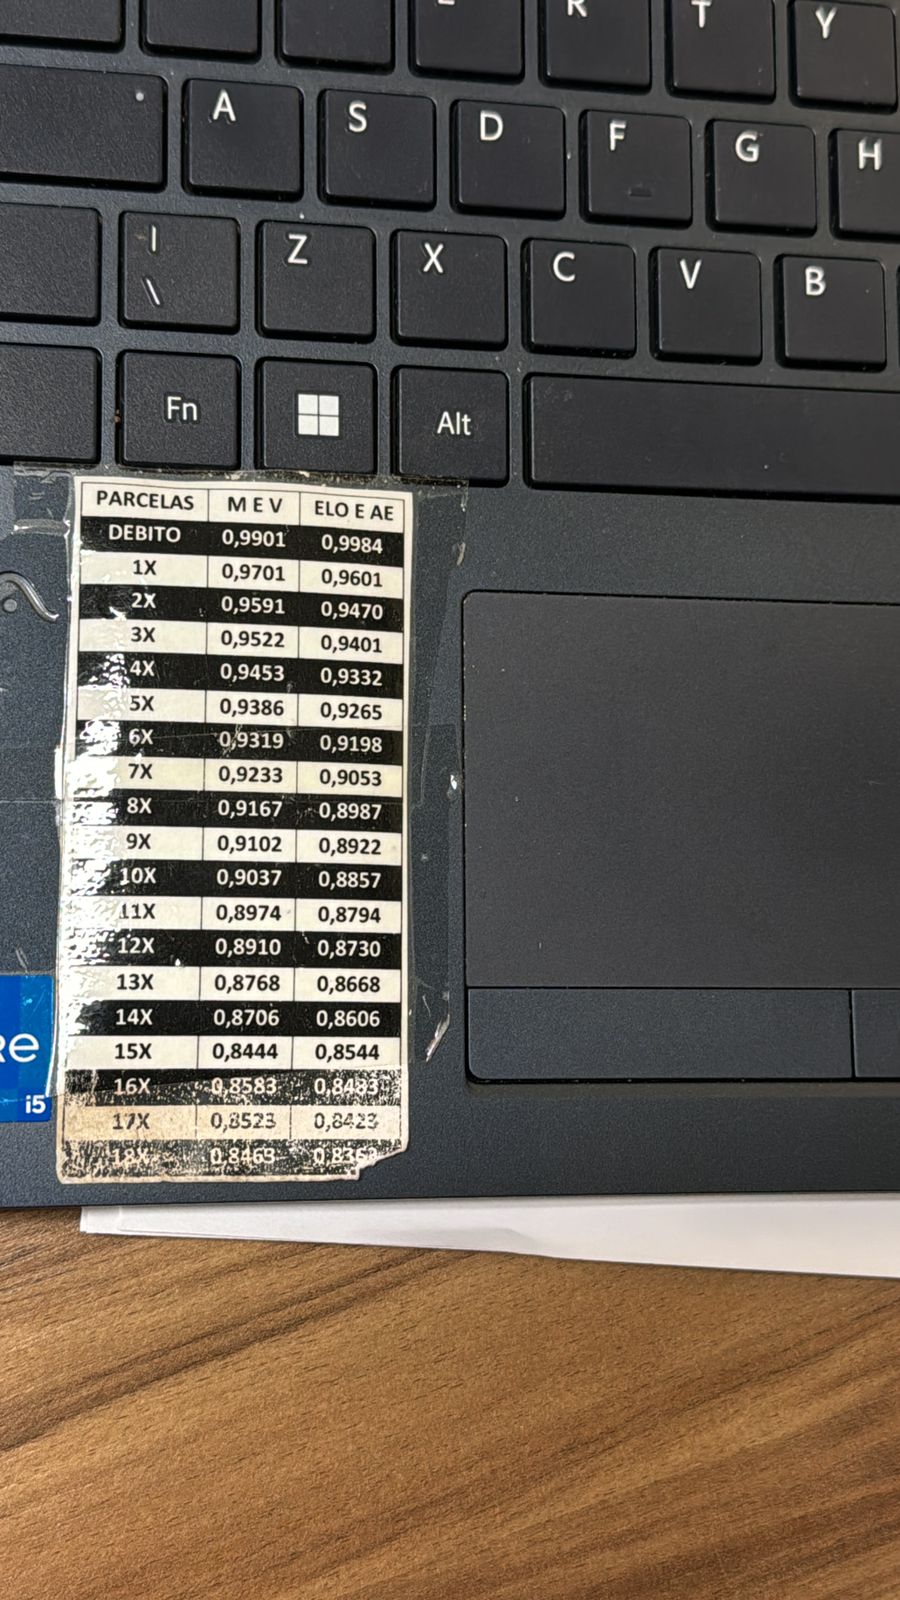 E R T Y
A S D F G H
| Z X C V B
\
Fn Alt
PARCELAS M E V ELO E AE
DEBITO 0,9901 0,9984
1X 0,9701 0,9601
2X 0,9591 0,9470
3X 0,9522 0,9401
4X 0,9453 0,9332
5X 0,9386 0,9265
6X 0,9319 0,9198
7X 0,9233 0,9053
8X 0,9167 0,8987
9X 0,9102 0,8922
10X 0,9037 0,8857
11X 0,8974 0,8794
12X 0,8910 0,8730
13X 0,8768 0,8668
14X 0,8706 0,8606
15X 0,8444 0,8544
16X 0,8583 0,8483
17X 0,8523 0,8423
18X 0,8463
re
i5